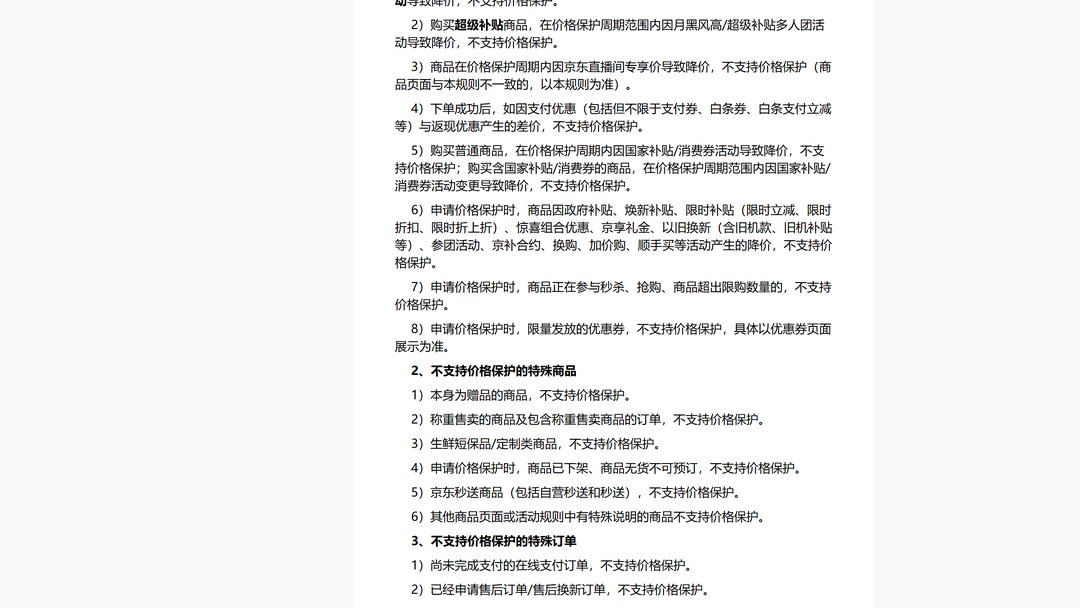 动导致降价，不支持价格保护。
2）购买超级补贴商品，在价格保护周期范围内因月黑风高/超级补贴多人团活
动导致降价，不支持价格保护。
3）商品在价格保护周期内因京东直播间专享价导致降价，不支持价格保护（商
品页面与本规则不一致的，以本规则为准）。
4）下单成功后，如因支付优惠（包括但不限于支付券、白条券、白条支付立减
等）与返现优惠产生的差价，不支持价格保护。
5）购买普通商品，在价格保护周期内因国家补贴/消费券活动导致降价，不支
持价格保护；购买含国家补贴/消费券的商品，在价格保护周期范围内因国家补贴/
消费券活动变更导致降价，不支持价格保护。
6）申请价格保护时，商品因政府补贴、焕新补贴、限时补贴（限时立减、限时
折扣、限时折上折）、惊喜组合优惠、京享礼金、以旧换新（含旧机款、旧机补贴
等）、参团活动、京补合约、换购、加价购、顺手买等活动产生的降价，不支持价
格保护。
7）申请价格保护时，商品正在参与秒杀、抢购、商品超出限购数量的，不支持
价格保护。
8）申请价格保护时，限量发放的优惠券，不支持价格保护，具体以优惠券页面
展示为准。
2、不支持价格保护的特殊商品
1）本身为赠品的商品，不支持价格保护。
2）称重售卖的商品及包含称重售卖商品的订单，不支持价格保护。
3）生鲜短保品/定制类商品，不支持价格保护。
4）申请价格保护时，商品已下架、商品无货不可预订，不支持价格保护。
5）京东秒送商品（包括自营秒送和秒送），不支持价格保护。
6）其他商品页面或活动规则中有特殊说明的商品不支持价格保护。
3、不支持价格保护的特殊订单
1）尚未完成支付的在线支付订单，不支持价格保护。
2）已经申请售后订单/售后换新订单，不支持价格保护。